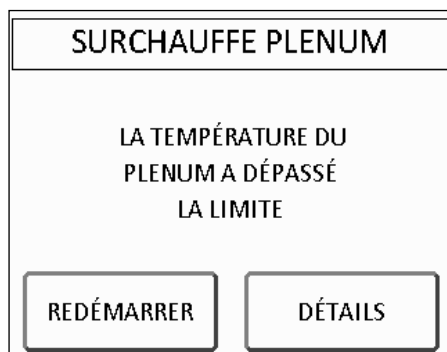 SURCHAUFFE PLENUM
LA TEMPÉRATURE DU
PLENUM A DÉPASSÉ
LA LIMITE
REDÉMARRER
DÉTAILS